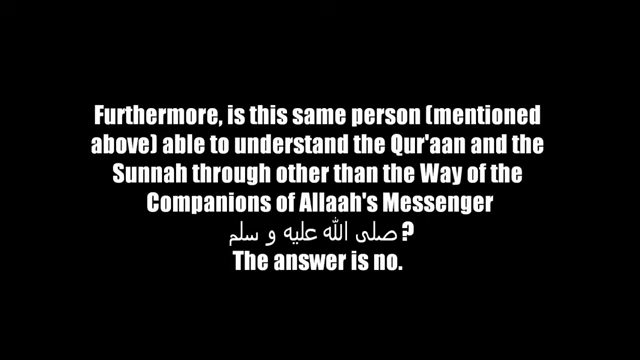 Furthermore, is this same person (mentioned
above) able to understand the Qur'aan and the
Sunnah through other than the Way of the
Companions of Allaah's Messenger
صلى الله عليه و سلم ?
The answer is no.